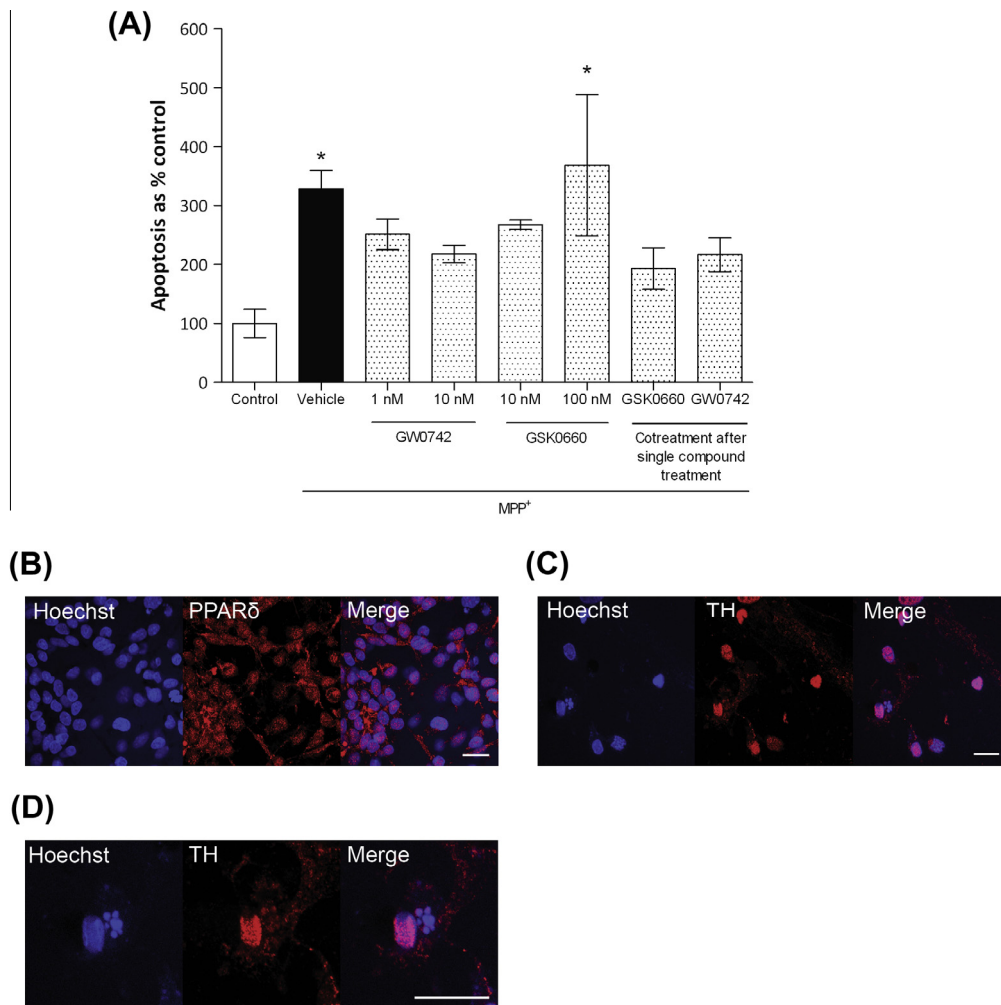 (A)
600
500
400
300
200
100
0
Apoptosis as % control
*
*
Control Vehicle 1 nM 10 nM 10 nM 100 nM GSK0660 GW0742
GW0742 GSK0660 Cotreatment after
single compound
treatment
MPP+
(B)
Hoechst PPARδ Merge
(C)
Hoechst TH Merge
(D)
Hoechst TH Merge